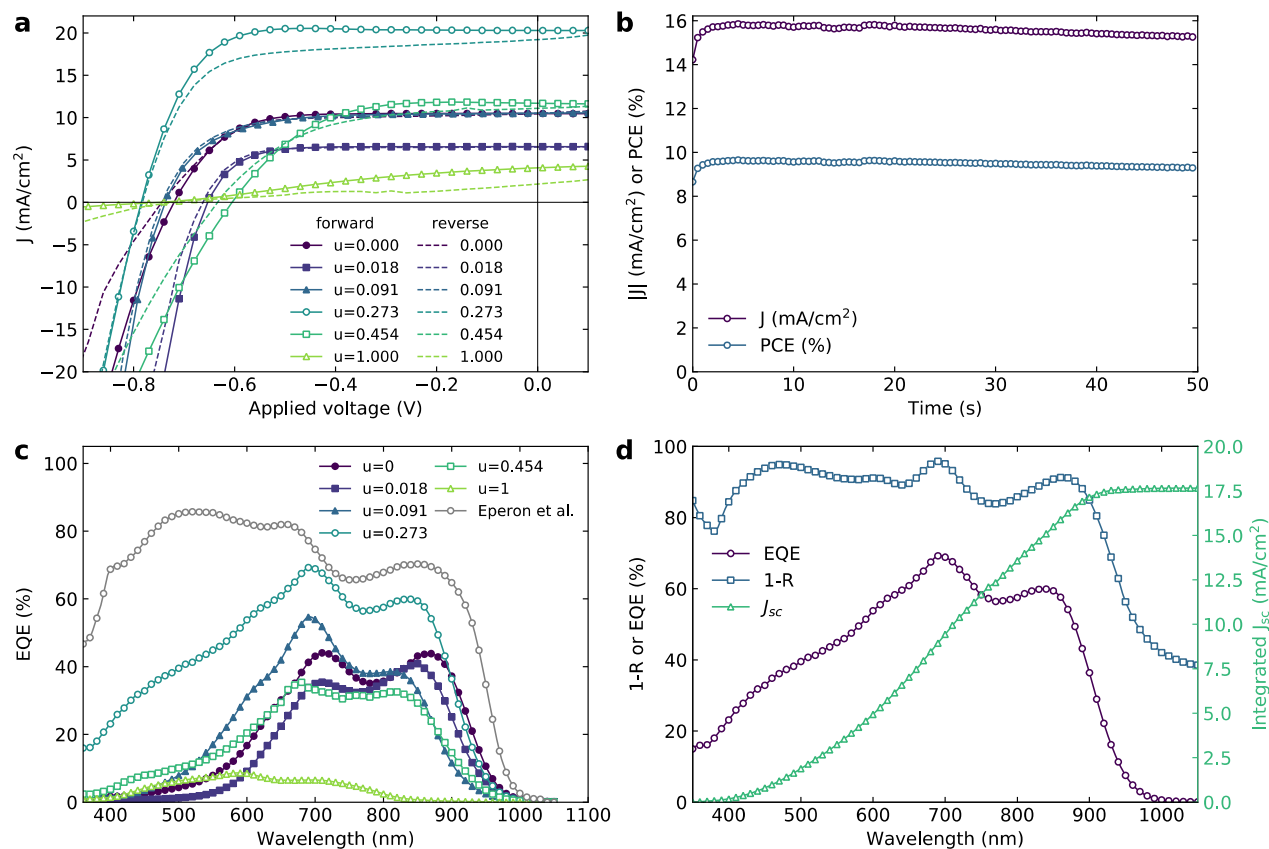 a
J (mA/cm²)
20
15
10
5
0
−5
−10
−15
−20
−0.8
−0.6
−0.4
−0.2
0.0
Applied voltage (V)
forward reverse
u=0.000 0.000
u=0.018 0.018
u=0.091 0.091
u=0.273 0.273
u=0.454 0.454
u=1.000 1.000
b
|J| (mA/cm²) or PCE (%)
16
14
12
10
8
6
4
2
0
0
10
20
30
40
50
Time (s)
J (mA/cm²)
PCE (%)
c
EQE (%)
100
80
60
40
20
0
400
500
600
700
800
900
1000
1100
Wavelength (nm)
u=0 u=0.454
u=0.018 u=1
u=0.091 Eperon et al.
u=0.273
d
1-R or EQE (%)
100
80
60
40
20
0
400
500
600
700
800
900
1000
Wavelength (nm)
EQE
1-R
Jsc
20.0
17.5
15.0
12.5
10.0
7.5
5.0
2.5
0.0
Integrated Jsc (mA/cm²)